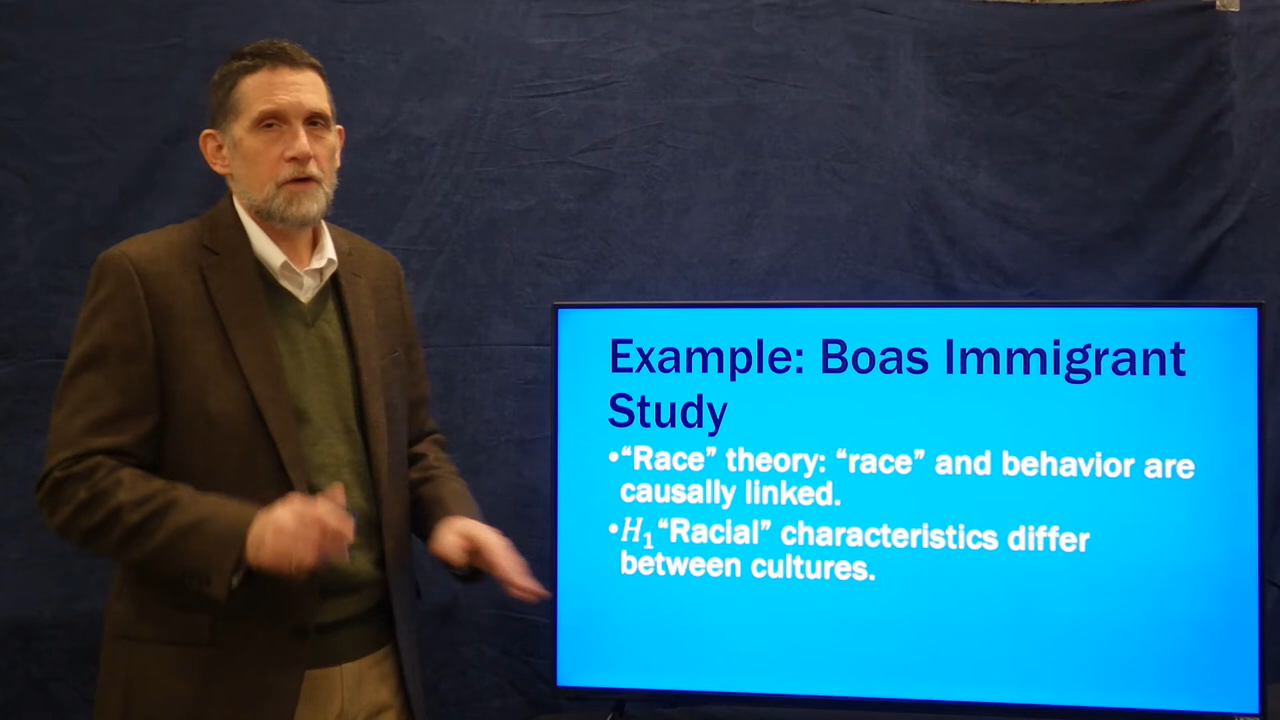 Example: Boas Immigrant
Study
•“Race” theory: “race” and behavior are
causally linked.
•H₁ “Racial” characteristics differ
between cultures.